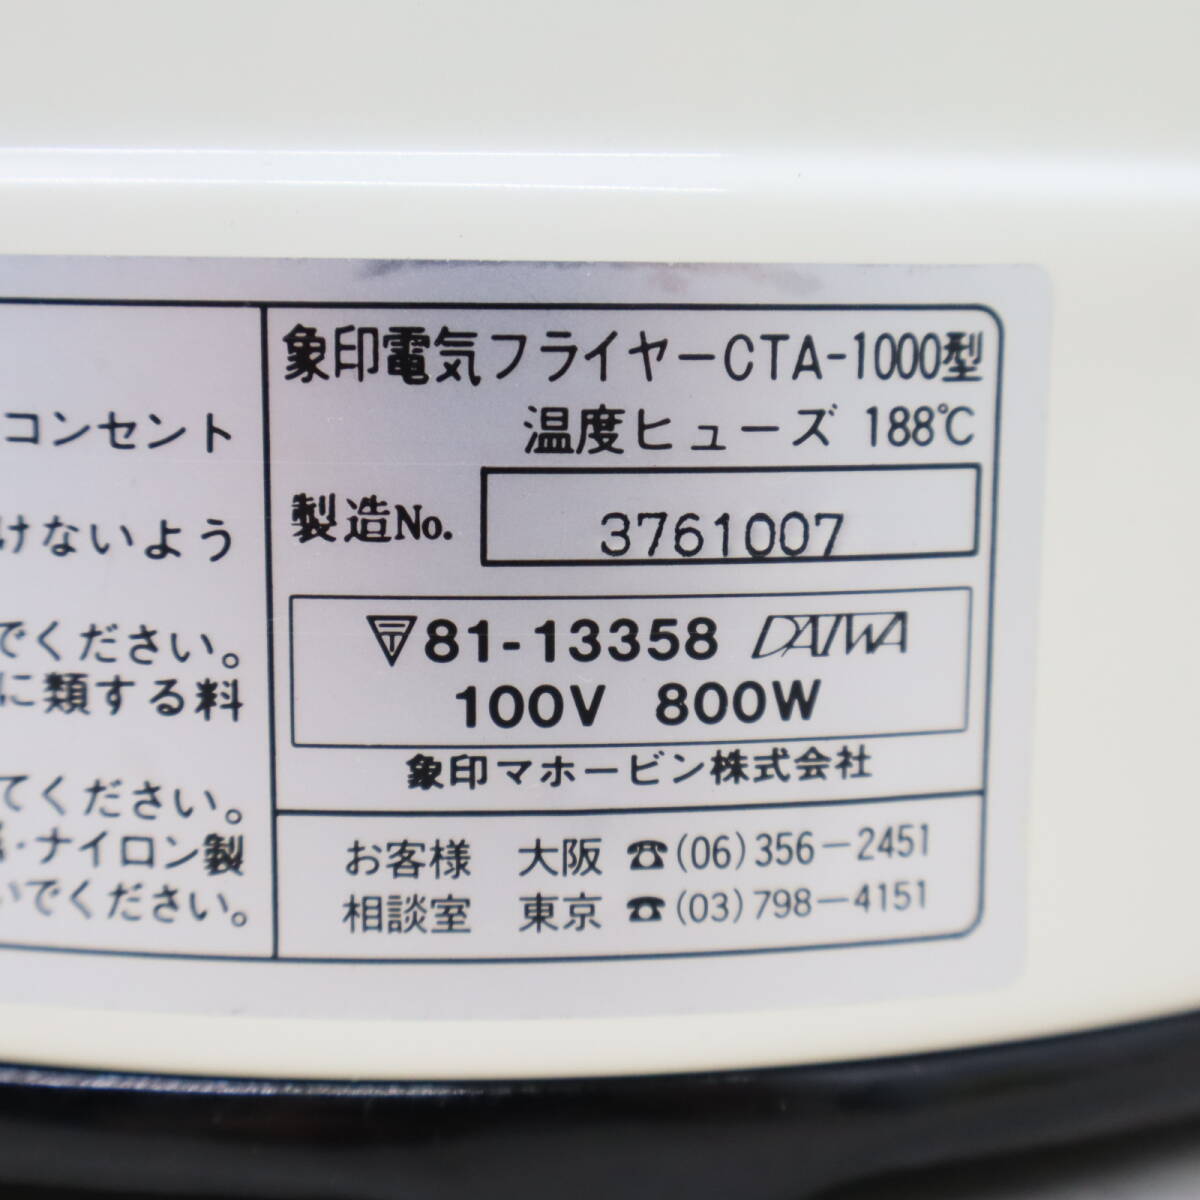 コンセント
けないよう
でください。
に類する料
てください。
・ナイロン製
いでください。
象印電気フライヤーCTA-1000型
温度ヒューズ 188℃
製造No. 3761007
〒81-13358 DAIWA
100V 800W
象印マホービン株式会社
お客様 大阪 ☎(06)356-2451
相談室 東京 ☎(03)798-4151